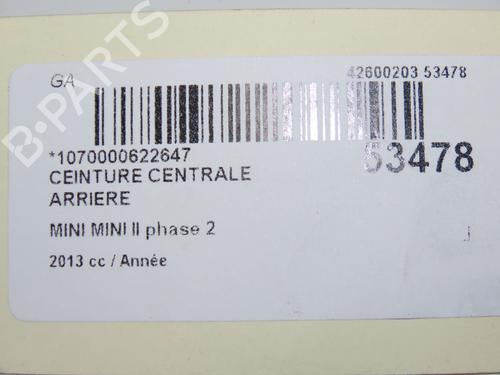 GA
42600203 53478
*1070000622647
53478
CEINTURE CENTRALE
ARRIERE
MINI MINI II phase 2
2013 cc / Année
B-PARTS